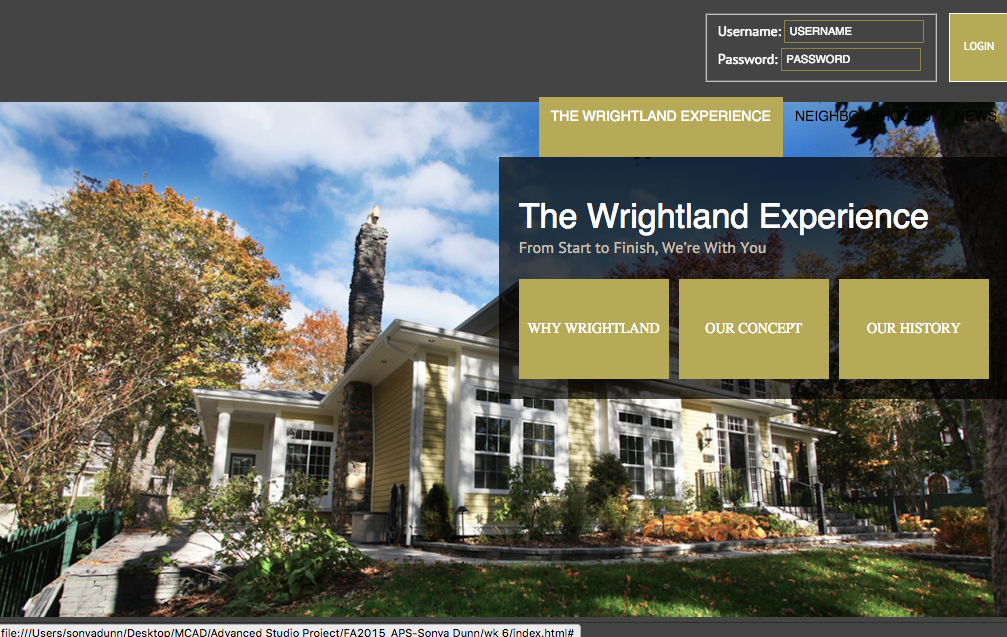 Username: USERNAME
Password: PASSWORD
LOGIN
THE WRIGHTLAND EXPERIENCE NEIGHBOURHOODS NEWS
The Wrightland Experience
From Start to Finish, We're With You
WHY WRIGHTLAND OUR CONCEPT OUR HISTORY
file:///Users/sonyadunn/Desktop/MCAD/Advanced Studio Project/FA2015_APS-Sonya Dunn/wk 6/index.html#